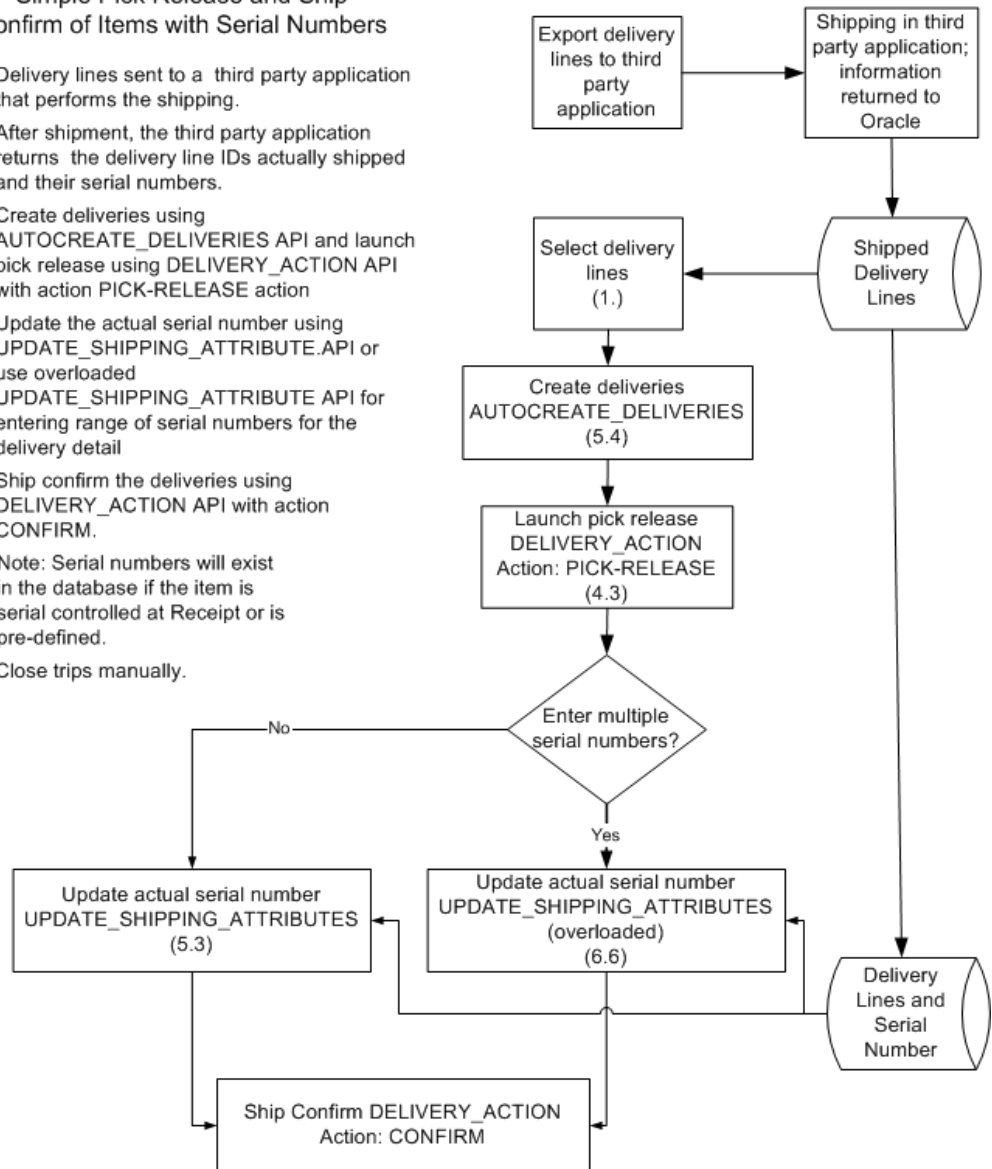 Simple Pick Release and Ship
onfirm of Items with Serial Numbers
Delivery lines sent to a third party application
that performs the shipping.
After shipment, the third party application
returns the delivery line IDs actually shipped
and their serial numbers.
Create deliveries using
AUTOCREATE_DELIVERIES API and launch
pick release using DELIVERY_ACTION API
with action PICK-RELEASE action
Update the actual serial number using
UPDATE_SHIPPING_ATTRIBUTE.API or
use overloaded
UPDATE_SHIPPING_ATTRIBUTE API for
entering range of serial numbers for the
delivery detail
Ship confirm the deliveries using
DELIVERY_ACTION API with action
CONFIRM.
Note: Serial numbers will exist
in the database if the item is
serial controlled at Receipt or is
pre-defined.
Close trips manually.
Export delivery
lines to third
party
application
Shipping in third
party application;
information
returned to
Oracle
Shipped
Delivery
Lines
Select delivery
lines
(1.)
Create deliveries
AUTOCREATE_DELIVERIES
(5.4)
Launch pick release
DELIVERY_ACTION
Action: PICK-RELEASE
(4.3)
Enter multiple
serial numbers?
No
Yes
Update actual serial number
UPDATE_SHIPPING_ATTRIBUTES
(5.3)
Update actual serial number
UPDATE_SHIPPING_ATTRIBUTES
(overloaded)
(6.6)
Delivery
Lines and
Serial
Number
Ship Confirm DELIVERY_ACTION
Action: CONFIRM